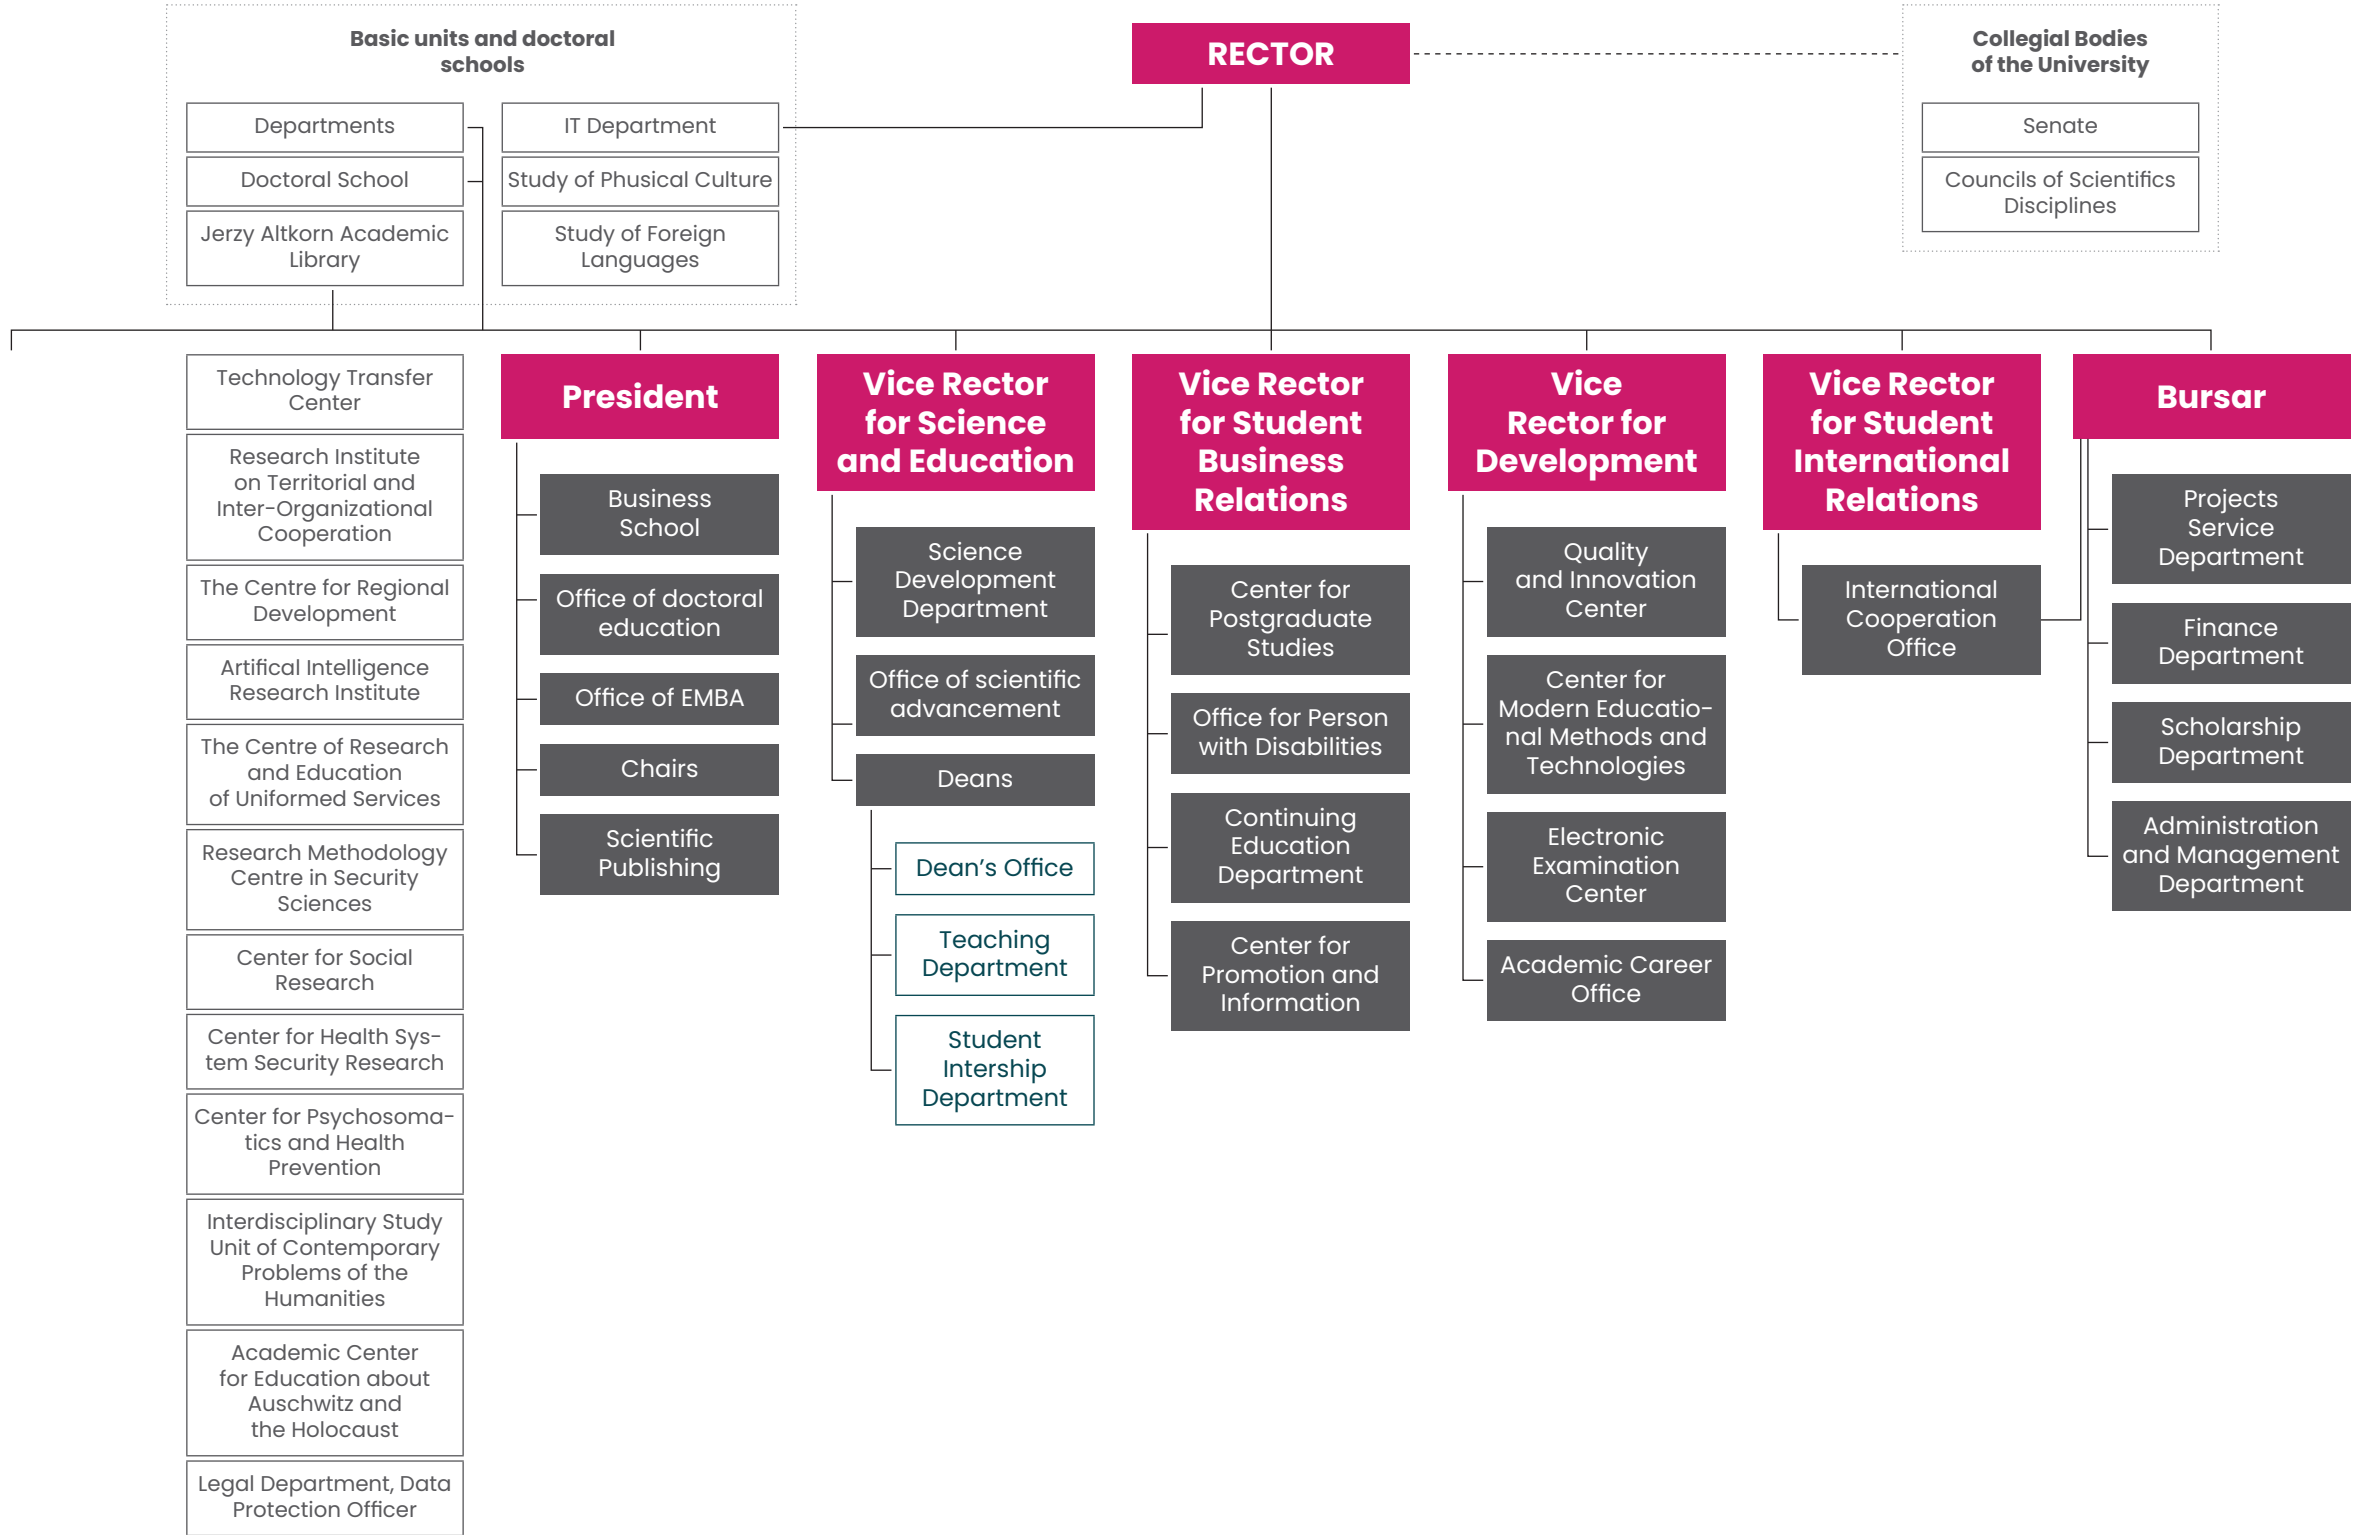 Basic units and doctoral
schools
Departments
Doctoral School
Jerzy Altkorn Academic
Library
IT Department
Study of Phusical Culture
Study of Foreign
Languages
RECTOR
Collegial Bodies
of the University
Senate
Councils of Scientifics
Disciplines
Technology Transfer
Center
Research Institute
on Territorial and
Inter-Organizational
Cooperation
The Centre for Regional
Development
Artifical Intelligence
Research Institute
The Centre of Research
and Education
of Uniformed Services
Research Methodology
Centre in Security
Sciences
Center for Social
Research
Center for Health Sys-
tem Security Research
Center for Psychosoma-
tics and Health
Prevention
Interdisciplinary Study
Unit of Contemporary
Problems of the
Humanities
Academic Center
for Education about
Auschwitz and
the Holocaust
Legal Department, Data
Protection Officer
President
Business
School
Office of doctoral
education
Office of EMBA
Chairs
Scientific
Publishing
Vice Rector
for Science
and Education
Science
Development
Department
Office of scientific
advancement
Deans
Dean’s Office
Teaching
Department
Student
Intership
Department
Vice Rector
for Student
Business
Relations
Center for
Postgraduate
Studies
Office for Person
with Disabilities
Continuing
Education
Department
Center for
Promotion and
Information
Vice
Rector for
Development
Quality
and Innovation
Center
Center for
Modern Educatio-
nal Methods and
Technologies
Electronic
Examination
Center
Academic Career
Office
Vice Rector
for Student
International
Relations
International
Cooperation
Office
Bursar
Projects
Service
Department
Finance
Department
Scholarship
Department
Administration
and Management
Department